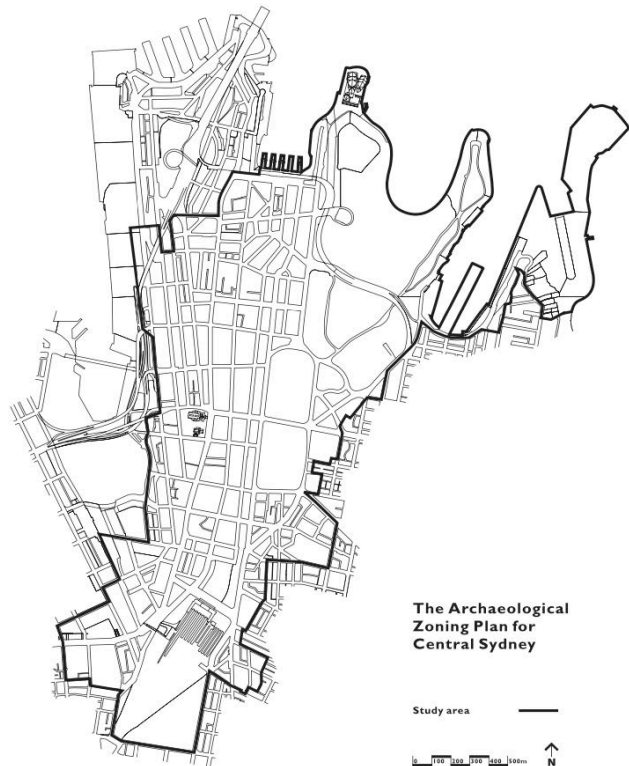 The Archaeological
Zoning Plan for
Central Sydney
Study area
0 100 200 300 400 500m
N